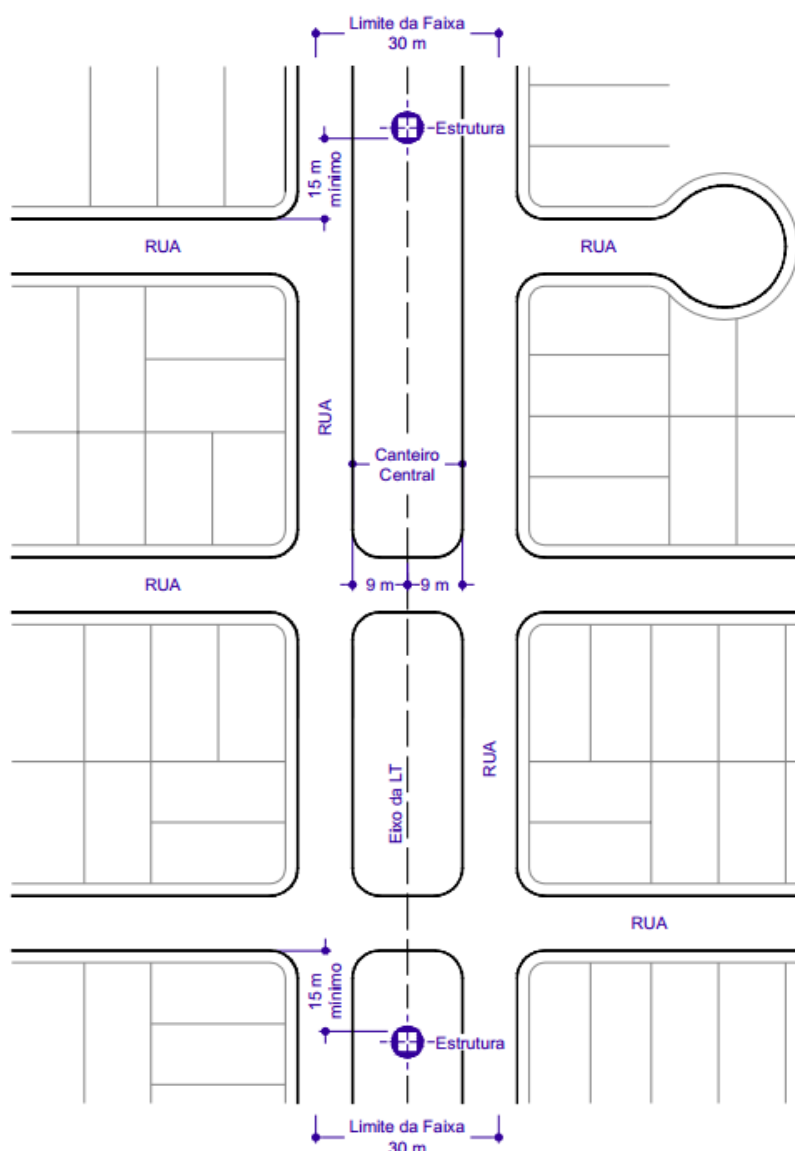 Limite da Faixa
30 m
Estrutura
15 m
mínimo
RUA
RUA
RUA
Canteiro
Central
RUA
9 m
9 m
RUA
Eixo da LT
RUA
15 m
mínimo
Estrutura
Limite da Faixa
30 m